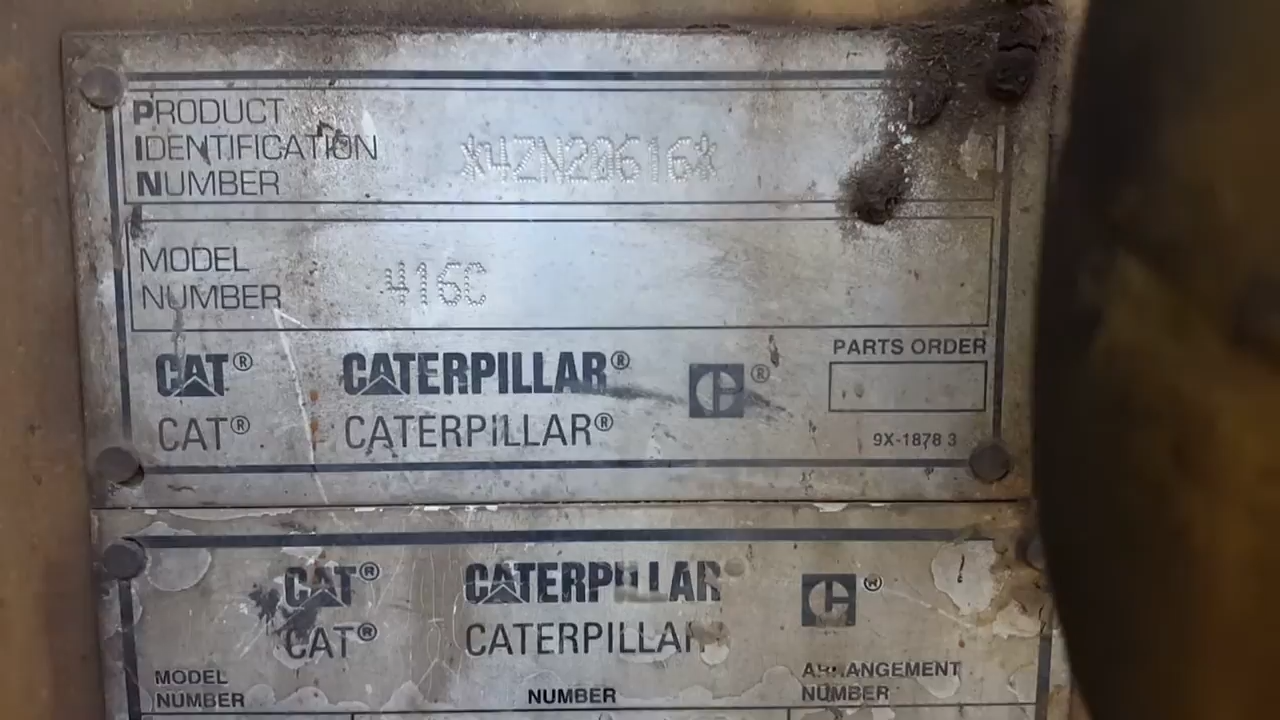 PRODUCT
IDENTIFICATION
NUMBER
*4ZN20616*
MODEL
NUMBER
416C
CAT® CATERPILLAR® ®
CAT® CATERPILLAR®
PARTS ORDER
9X-1878 3
CAT® CATERPILLAR ®
CAT® CATERPILLAR
MODEL
NUMBER
NUMBER
ARRANGEMENT
NUMBER